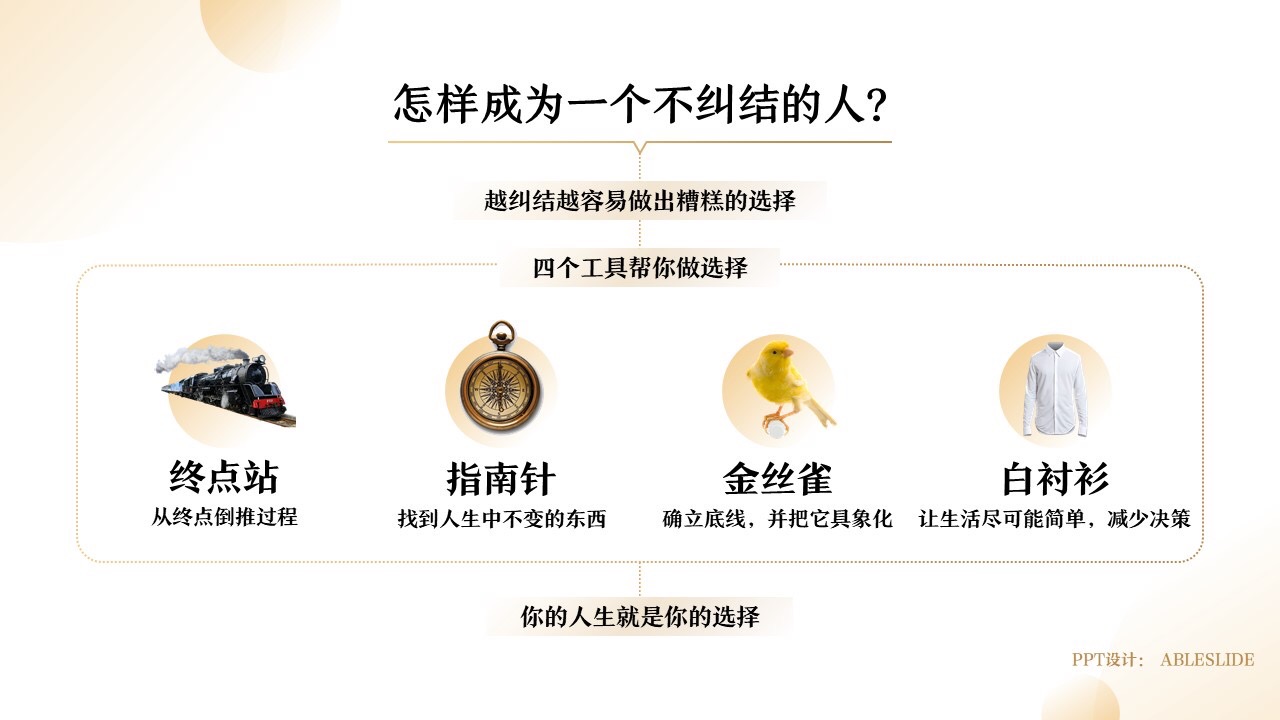 怎样成为一个不纠结的人？
越纠结越容易做出糟糕的选择
四个工具帮你做选择
终点站
从终点倒推过程
指南针
找到人生中不变的东西
金丝雀
确立底线，并把它具象化
白衬衫
让生活尽可能简单，减少决策
你的人生就是你的选择
PPT设计： ABLESLIDE